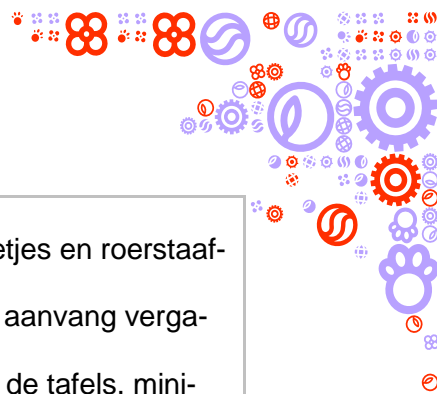 etjes en roerstaaf-
aanvang verga-
de tafels, mini-